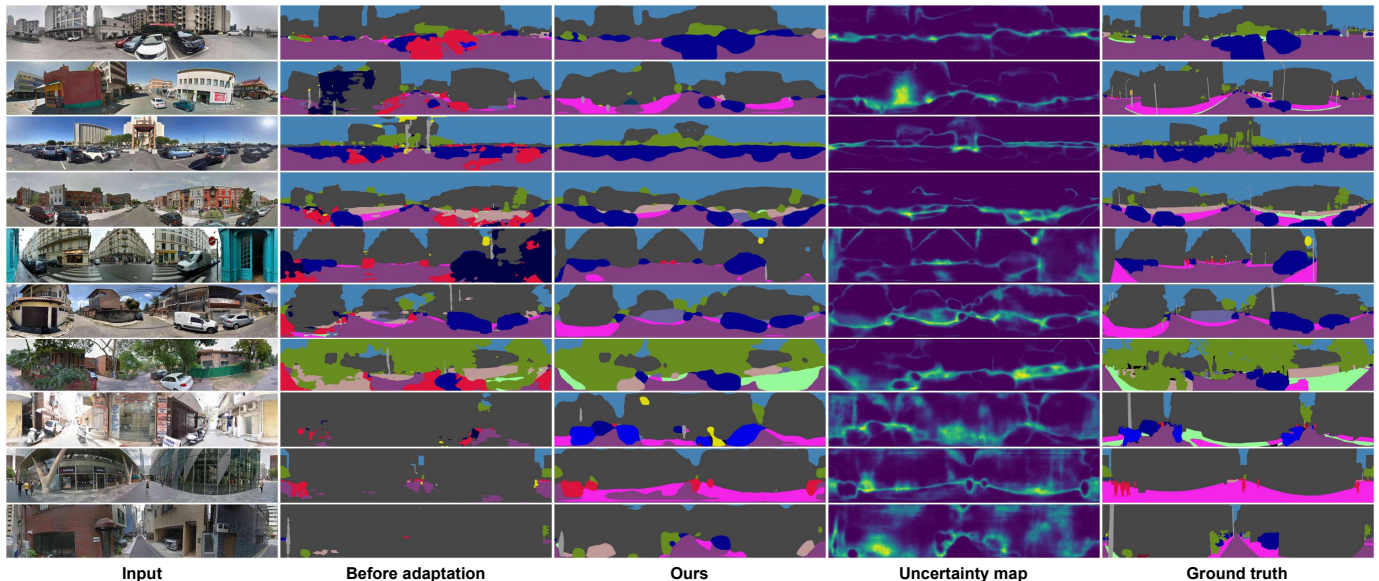 Input
Before adaptation
Ours
Uncertainty map
Ground truth